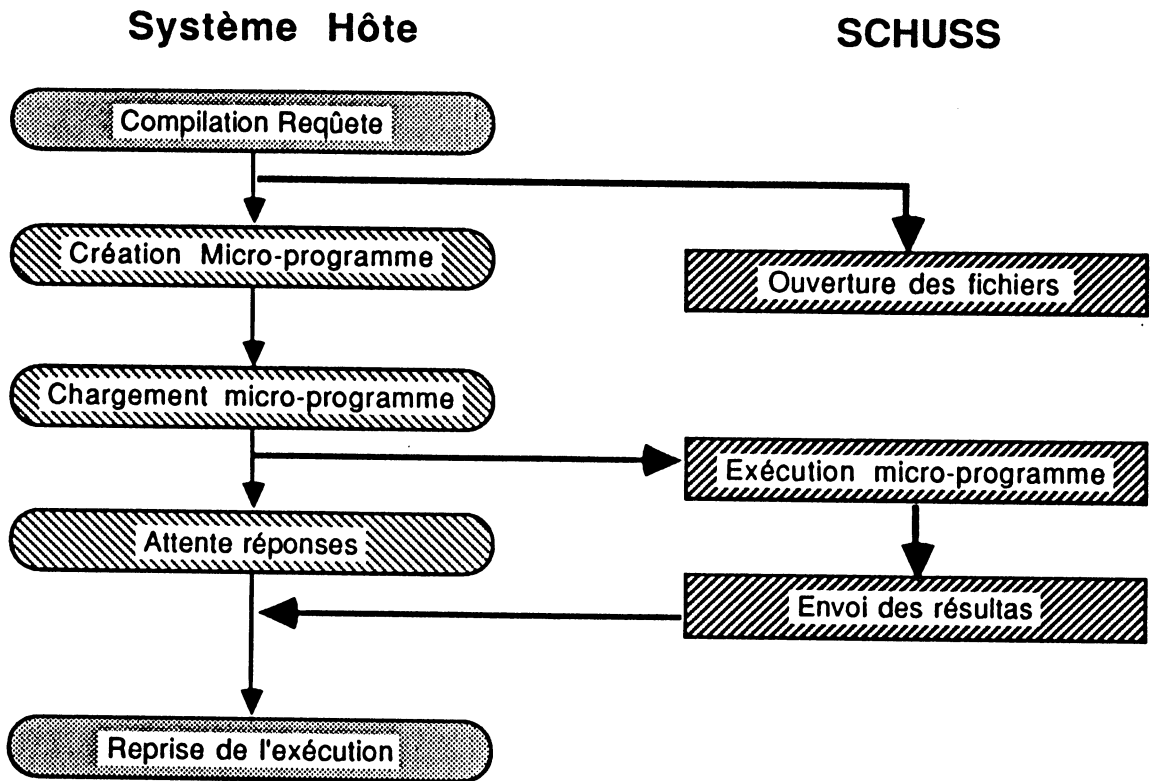 Système Hôte
SCHUSS
Compilation Reqûete
Création Micro-programme
Ouverture des fichiers
Chargement micro-programme
Exécution micro-programme
Attente réponses
Envoi des résultas
Reprise de l'exécution